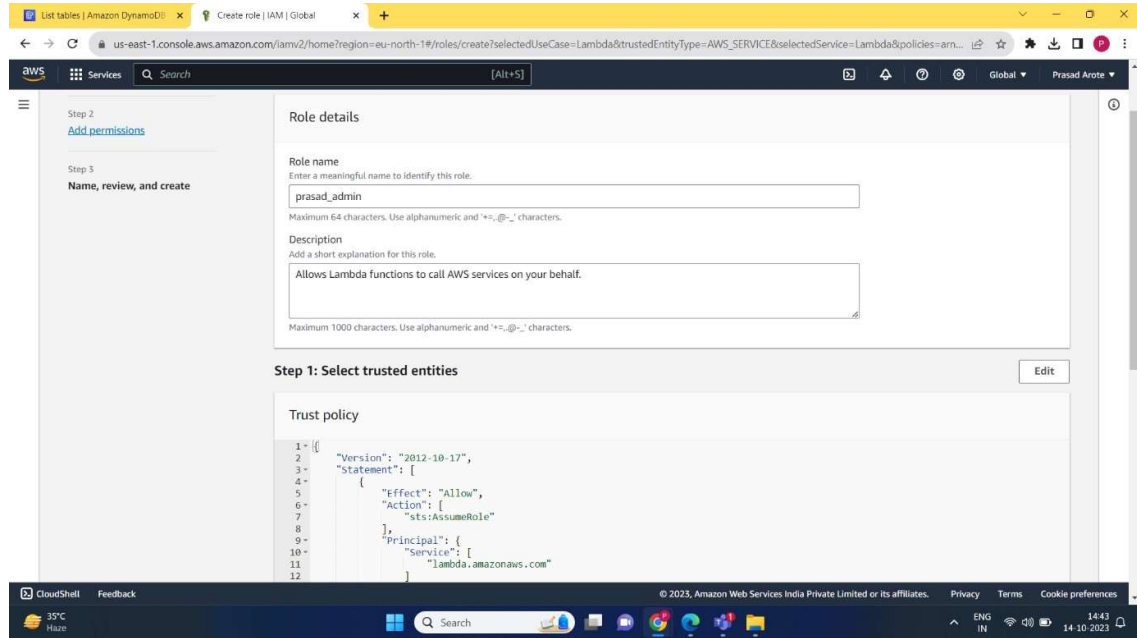 List tables | Amazon DynamoDB
Create role | IAM | Global
us-east-1.console.aws.amazon.com/iamv2/home?region=eu-north-1#/roles/create?selectedUseCase=Lambda&trustedEntityType=AWS_SERVICE&selectedService=Lambda&policies=arn...
P
aws
Services
Search
[Alt+S]
Global
Prasad Arote
Step 2
Add permissions
Step 3
Name, review, and create
Role details
Role name
Enter a meaningful name to identify this role.
prasad_admin
Maximum 64 characters. Use alphanumeric and '+=,.@-_' characters.
Description
Add a short explanation for this role.
Allows Lambda functions to call AWS services on your behalf.
Maximum 1000 characters. Use alphanumeric and '+=,.@-_' characters.
Step 1: Select trusted entities
Edit
Trust policy
1 {
2 "Version": "2012-10-17",
3 "Statement": [
4 {
5 "Effect": "Allow",
6 "Action": [
7 "sts:AssumeRole"
8 ],
9 "Principal": {
10 "Service": [
11 "lambda.amazonaws.com"
12 ]
CloudShell
Feedback
© 2023, Amazon Web Services India Private Limited or its affiliates.
Privacy
Terms
Cookie preferences
35°C
Haze
Search
ENG
IN
14:43
14-10-2023